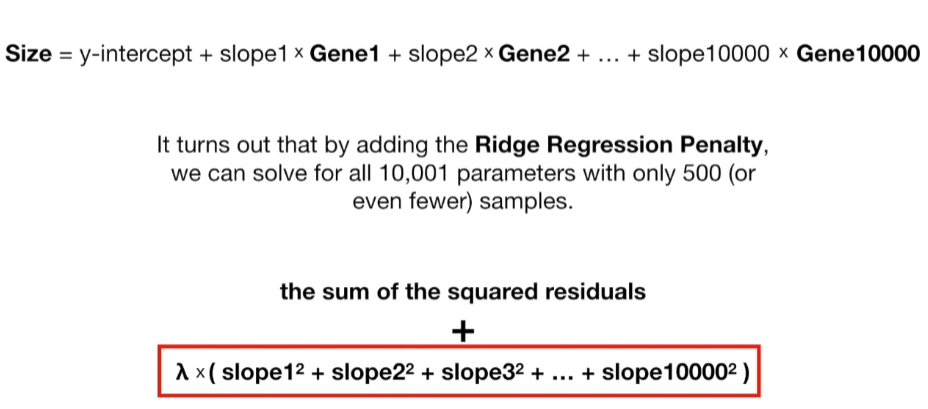 Size = y-intercept + slope1 × Gene1 + slope2 × Gene2 + ... + slope10000 × Gene10000
It turns out that by adding the Ridge Regression Penalty,
we can solve for all 10,001 parameters with only 500 (or
even fewer) samples.
the sum of the squared residuals
+
λ ×( slope1² + slope2² + slope3² + ... + slope10000² )